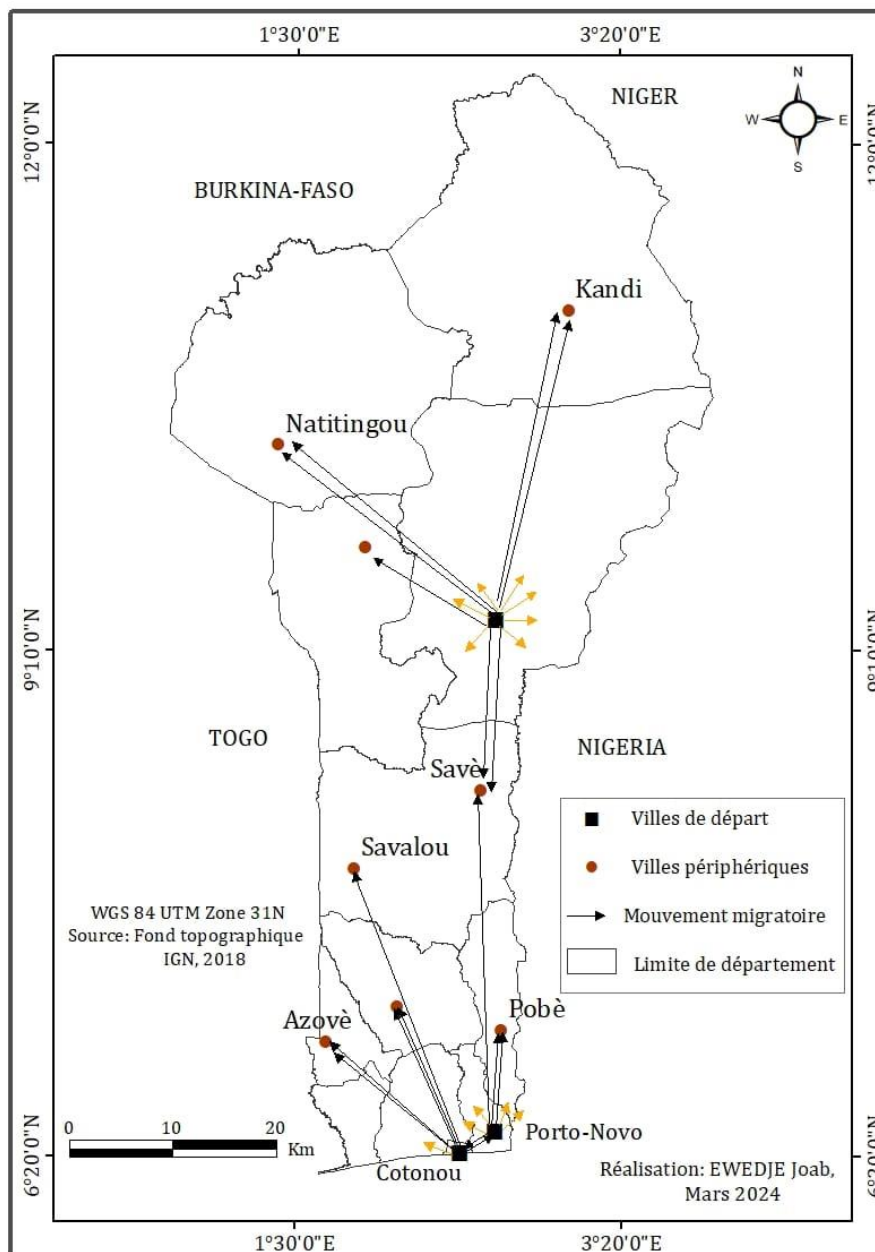 1°30'0"E 3°20'0"E
NIGER
N
W E
S
12°0'0"N 12°0'0"N
BURKINA-FASO
Kandi
Natitingou
9°10'0"N 9°10'0"N
TOGO
NIGERIA
Savè
Savalou
Villes de départ
Villes périphériques
Mouvement migratoire
Limite de département
WGS 84 UTM Zone 31N
Source: Fond topographique
IGN, 2018
Azovè
Pobè
0 10 20
Km
Porto-Novo
Cotonou
6°20'0"N 6°20'0"N
Réalisation: EWEDJE Joab,
Mars 2024
1°30'0"E 3°20'0"E